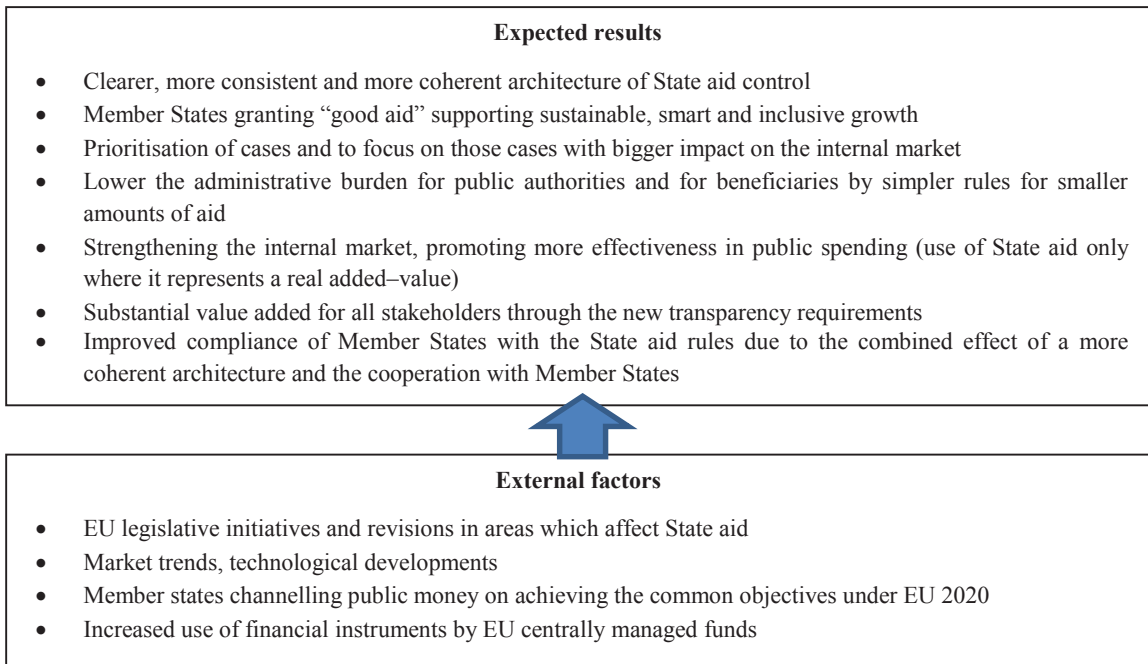 Expected results
• Clearer, more consistent and more coherent architecture of State aid control
• Member States granting “good aid” supporting sustainable, smart and inclusive growth
• Prioritisation of cases and to focus on those cases with bigger impact on the internal market
• Lower the administrative burden for public authorities and for beneficiaries by simpler rules for smaller
amounts of aid
• Strengthening the internal market, promoting more effectiveness in public spending (use of State aid only
where it represents a real added–value)
• Substantial value added for all stakeholders through the new transparency requirements
• Improved compliance of Member States with the State aid rules due to the combined effect of a more
coherent architecture and the cooperation with Member States
External factors
• EU legislative initiatives and revisions in areas which affect State aid
• Market trends, technological developments
• Member states channelling public money on achieving the common objectives under EU 2020
• Increased use of financial instruments by EU centrally managed funds